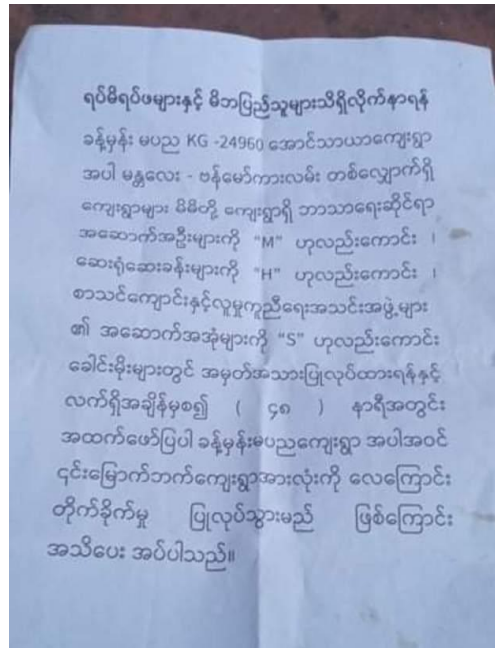 ရပ်မိရပ်ဖများနှင့် မိဘပြည်သူများသိရှိလိုက်နာရန်
ခန့်မှန်း မပည KG -24960 အောင်သာယာကျေးရွာ
အပါ မန္တလေး - ဗန်မော်ကားလမ်း တစ်လျှောက်ရှိ
ကျေးရွာများ မိမိတို့ ကျေးရွာရှိ ဘာသာရေးဆိုင်ရာ
အဆောက်အဦးများကို "M" ဟုလည်းကောင်း ၊
ဆေးရုံဆေးခန်းများကို "H" ဟုလည်းကောင်း ၊
စာသင်ကျောင်းနှင့်လူမှုကူညီရေးအသင်းအဖွဲ့များ
၏ အဆောက်အအုံများကို "S" ဟုလည်းကောင်း
ခေါင်းမိုးများတွင် အမှတ်အသားပြုလုပ်ထားရန်နှင့်
လက်ရှိအချိန်မှစ၍ ( ၄၈ ) နာရီအတွင်း
အထက်ဖော်ပြပါ ခန့်မှန်းမပညကျေးရွာ အပါအဝင်
၎င်းမြောက်ဘက်ကျေးရွာအားလုံးကို လေကြောင်း
တိုက်ခိုက်မှု ပြုလုပ်သွားမည် ဖြစ်ကြောင်း
အသိပေး အပ်ပါသည်။